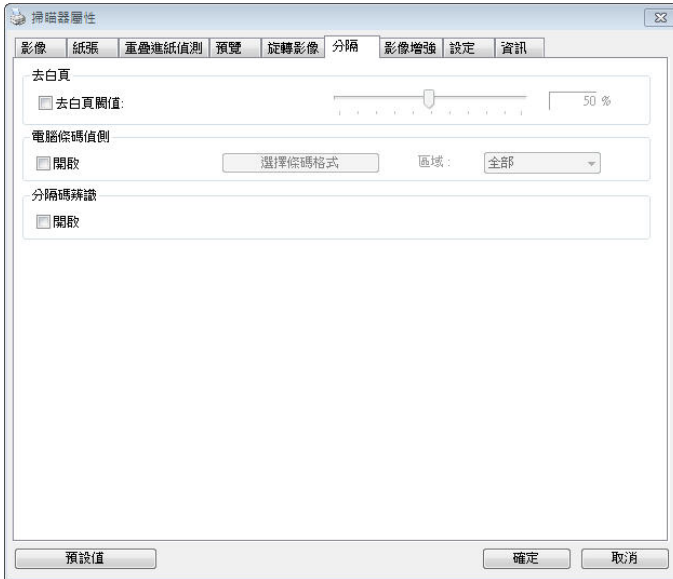 掃瞄器屬性
影像 紙張 重疊進紙偵測 預覽 旋轉影像 分隔 影像增強 設定 資訊
去白頁
去白頁闕值: 50 %
電腦條碼偵側
開啟 選擇條碼格式 區域: 全部
分隔碼辨識
開啟
預設值 確定 取消